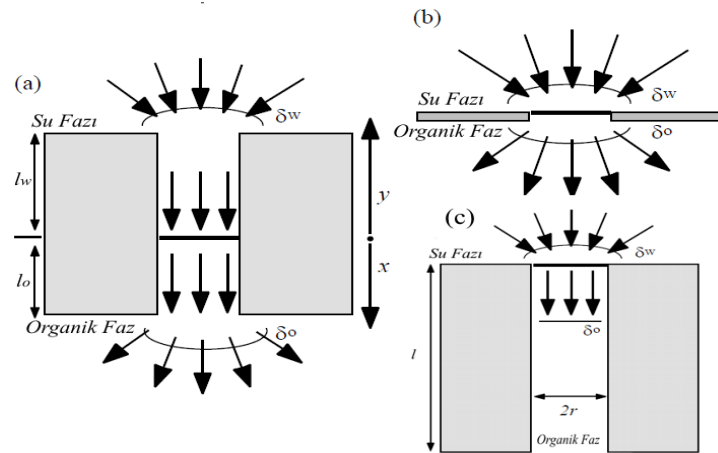 (a)
Su Fazı
δw
lw
y
x
lo
Organik Faz
δo
(b)
Su Fazı
δw
Organik Faz
δo
(c)
Su Fazı
δw
δo
l
2r
Organik Faz